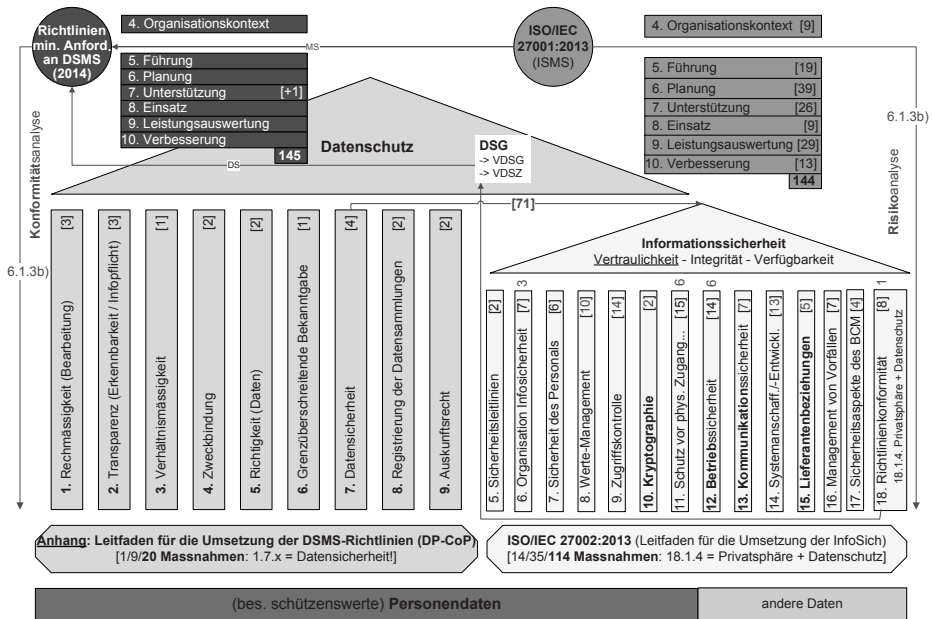 Richtlinien
min. Anford.
an DSMS
(2014)
4. Organisationskontext
5. Führung
6. Planung
7. Unterstützung [+1]
8. Einsatz
9. Leistungsauswertung
10. Verbesserung
145
MS
ISO/IEC
27001:2013
(ISMS)
4. Organisationskontext [9]
5. Führung [19]
6. Planung [39]
7. Unterstützung [26]
8. Einsatz [9]
9. Leistungsauswertung [29]
10. Verbesserung [13]
144
Konformitätsanalyse
6.1.3b)
Risikoanalyse
6.1.3b)
Datenschutz
DS
DSG
-> VDSG
-> VDSZ
[71]
Informationssicherheit
Vertraulichkeit - Integrität - Verfügbarkeit
1. Rechmässigkeit (Bearbeitung) [3]
2. Transparenz (Erkennbarkeit / Infopflicht) [3]
3. Verhältnismässigkeit [1]
4. Zweckbindung [2]
5. Richtigkeit (Daten) [2]
6. Grenzüberschreitende Bekanntgabe [1]
7. Datensicherheit [4]
8. Registrierung der Datensammlungen [2]
9. Auskunftsrecht [2]
5. Sicherheitsleitlinien [2]
6. Organisation Infosicherheit [7] 3
7. Sicherheit des Personals [6]
8. Werte-Management [10]
9. Zugriffskontrolle [14]
10. Kryptographie [2]
11. Schutz vor phys. Zugang... [15] 6
12. Betriebssicherheit [14] 6
13. Kommunikationssicherheit [7]
14. Systemanschaff./-Entwickl. [13]
15. Lieferantenbeziehungen [5]
16. Management von Vorfällen [7]
17. Sicherheitsaspekte des BCM [4]
18. Richtlinienkonformität [8] 1
18.1.4. Privatsphäre + Datenschutz
Anhang: Leitfaden für die Umsetzung der DSMS-Richtlinien (DP-CoP)
[1/9/20 Massnahmen: 1.7.x = Datensicherheit!]
ISO/IEC 27002:2013 (Leitfaden für die Umsetzung der InfoSich)
[14/35/114 Massnahmen: 18.1.4 = Privatsphäre + Datenschutz]
(bes. schützenswerte) Personendaten
andere Daten